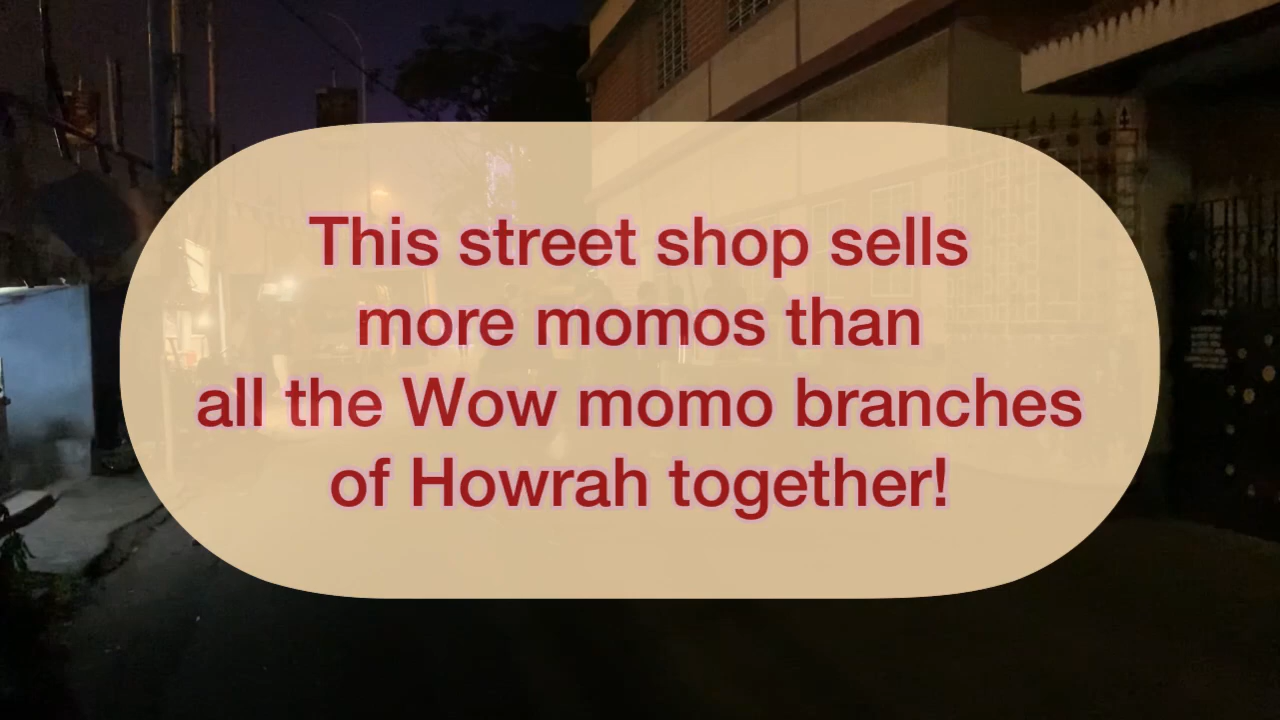 This street shop sells
more momos than
all the Wow momo branches
of Howrah together!